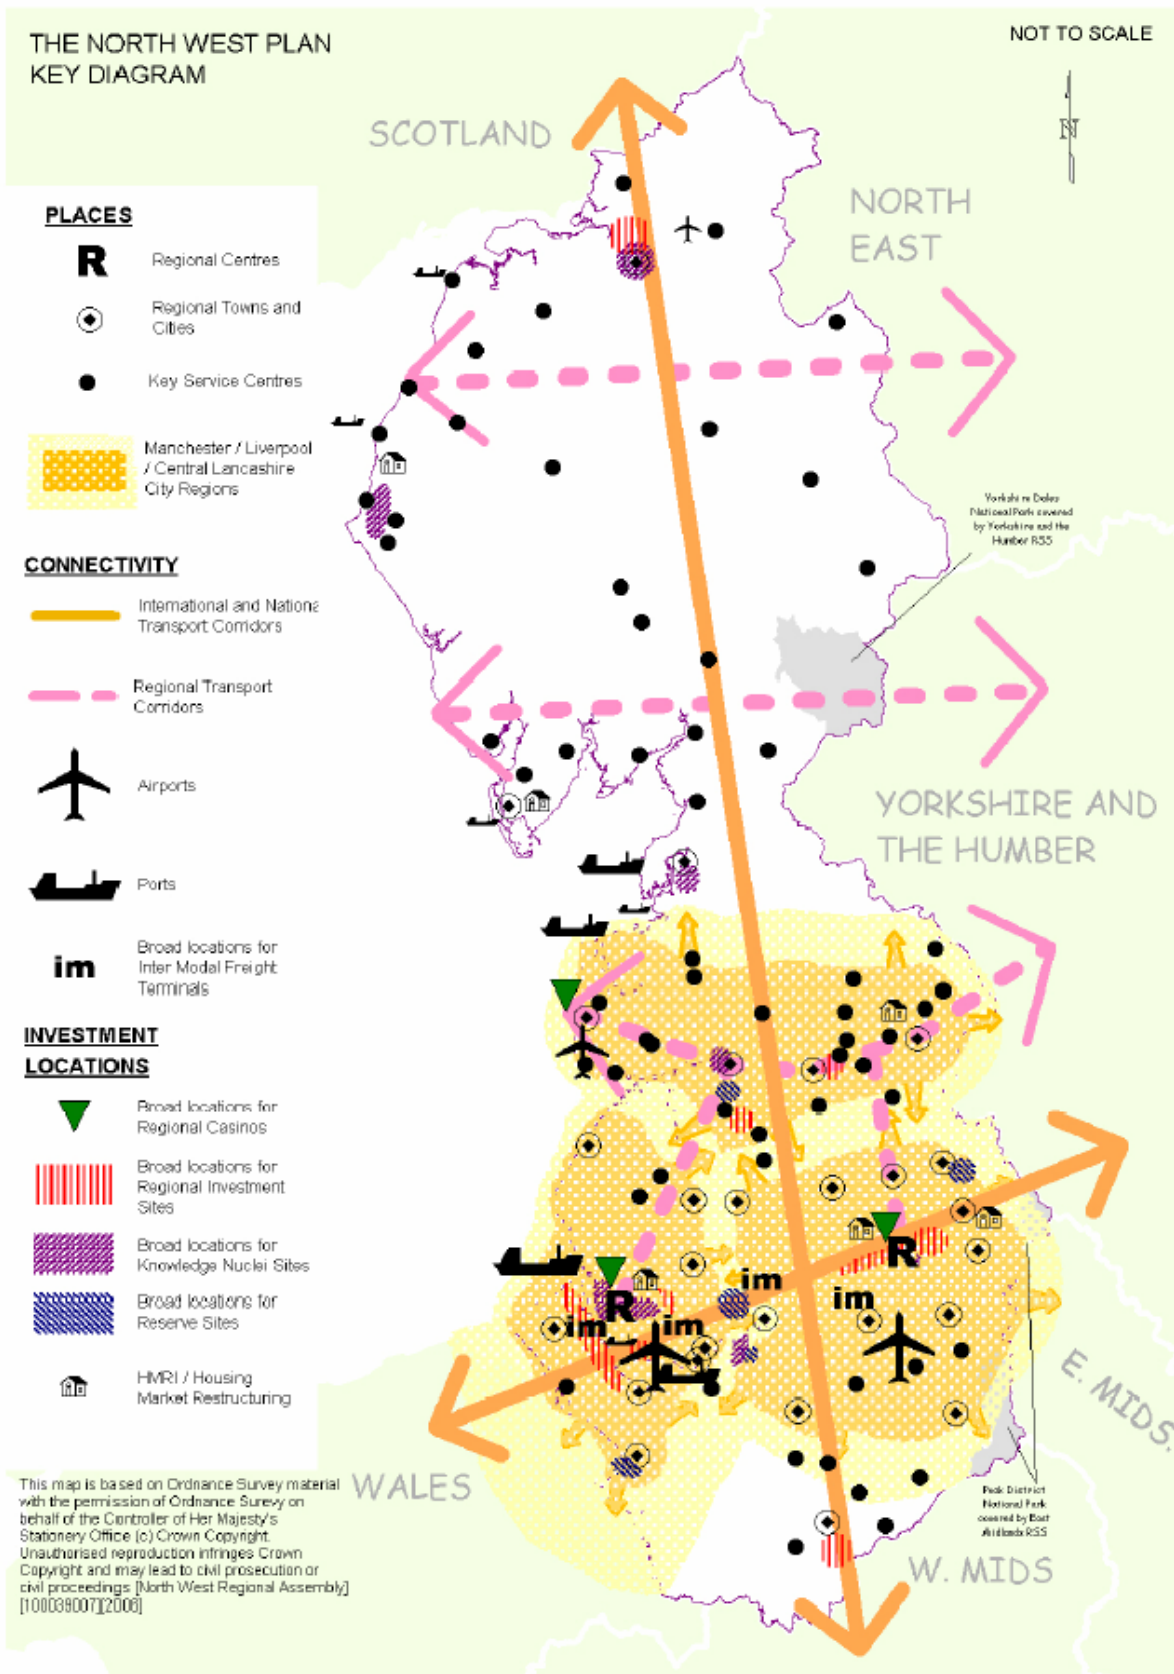 THE NORTH WEST PLAN
KEY DIAGRAM
NOT TO SCALE
N
SCOTLAND
NORTH
EAST
PLACES
R
Regional Centres
Regional Towns and
Cities
Key Service Centres
Manchester / Liverpool
/ Central Lancashire
City Regions
CONNECTIVITY
International and Nationa
Transport Corridors
Regional Transport
Corridors
Airports
Ports
im
Broad locations for
Inter Modal Freight
Terminals
INVESTMENT
LOCATIONS
Broad locations for
Regional Casinos
Broad locations for
Regional Investment
Sites
Broad locations for
Knowledge Nuclei Sites
Broad locations for
Reserve Sites
HMRI / Housing
Market Restructuring
Yorkshire Dales
National Park covered
by Yorkshire and the
Humber RSS
YORKSHIRE AND
THE HUMBER
R
im
im
R
im
im
E. MIDS.
WALES
Peak District
National Park
covered by East
Midlands RSS
W. MIDS
This map is based on Ordnance Survey material
with the permission of Ordnance Surevy on
behalf of the Controller of Her Majesty's
Stationery Office (c) Crown Copyright.
Unauthorised reproduction infringes Crown
Copyright and may lead to civil prosecution or
civil proceedings [North West Regional Assembly]
[100039007][2006]